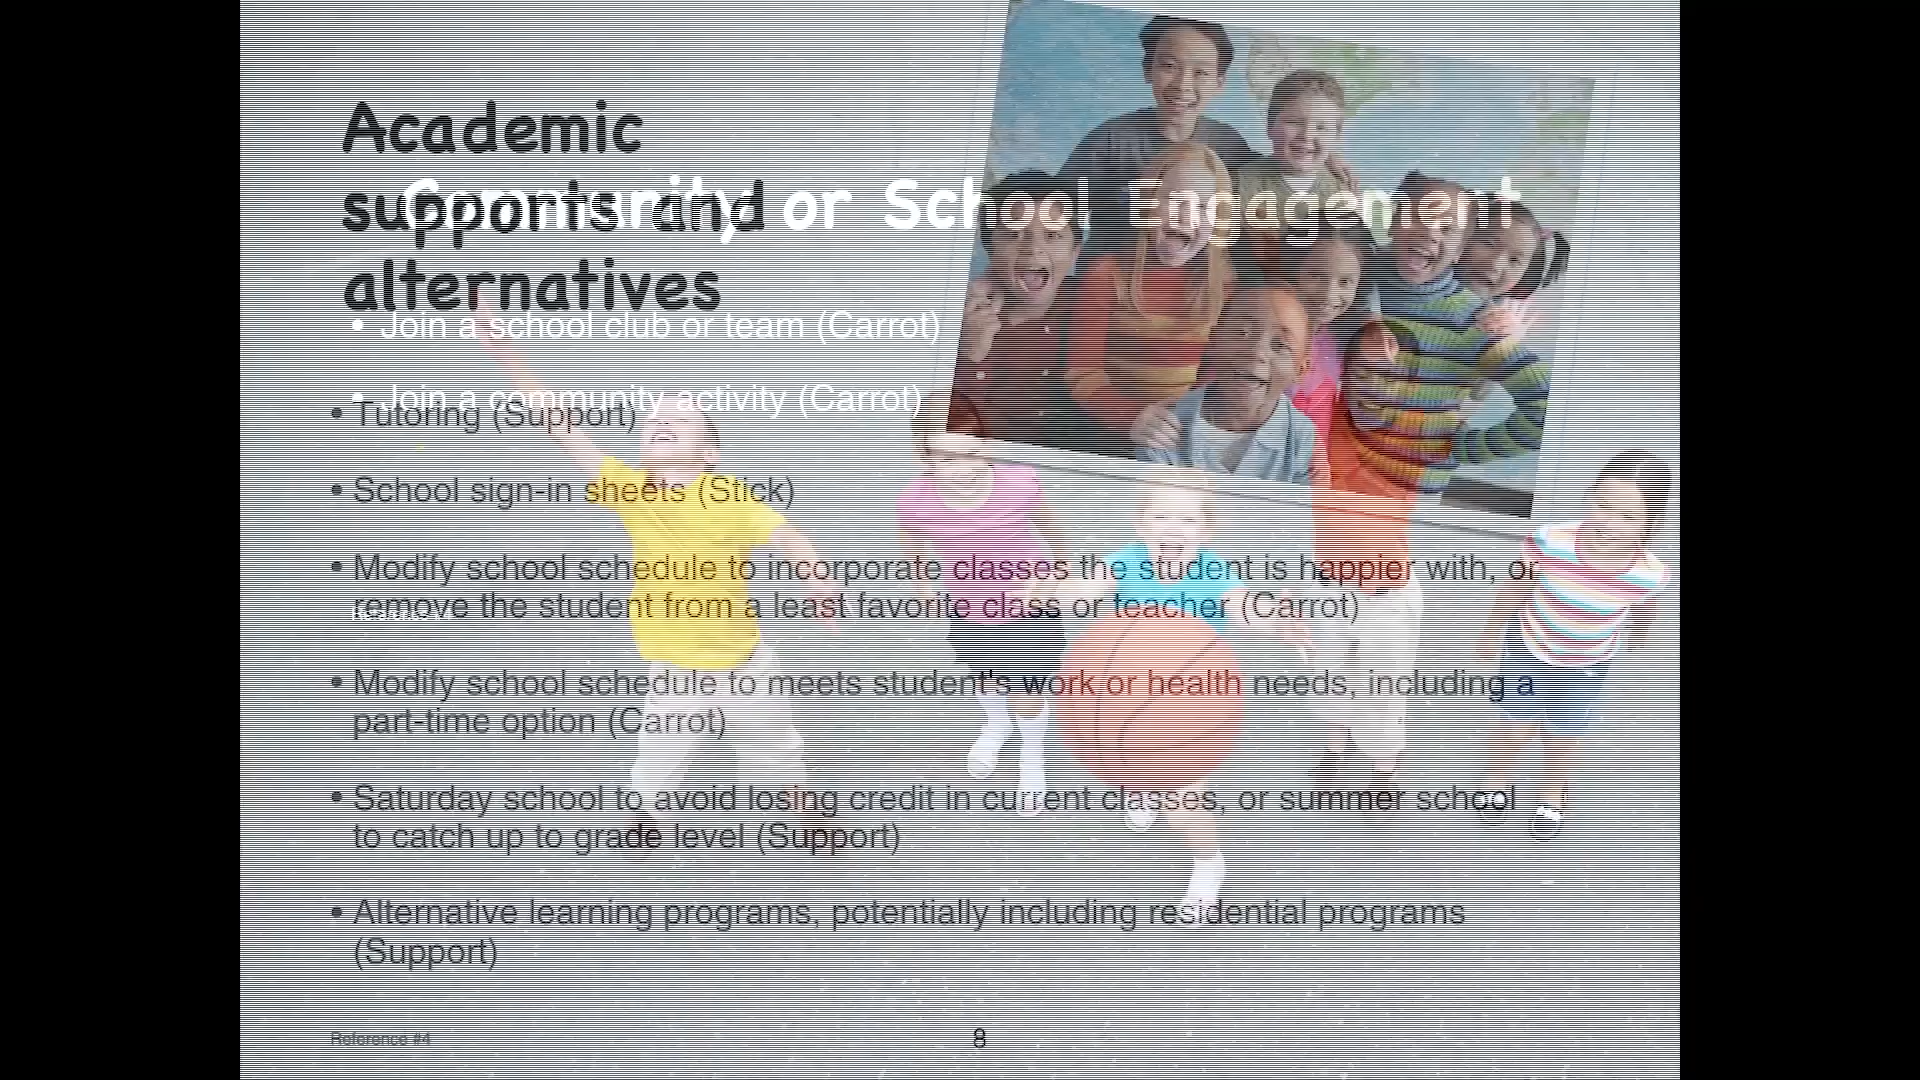 Academic
supports and
alternatives
Community or School Engagement
• Join a school club or team (Carrot)
• Join a community activity (Carrot)
• Tutoring (Support)
• School sign-in sheets (Stick)
• Modify school schedule to incorporate classes the student is happier with, or
remove the student from a least favorite class or teacher (Carrot)
• Modify school schedule to meets student's work or health needs, including a
part-time option (Carrot)
• Saturday school to avoid losing credit in current classes, or summer school
to catch up to grade level (Support)
• Alternative learning programs, potentially including residential programs
(Support)
Reference #4
8